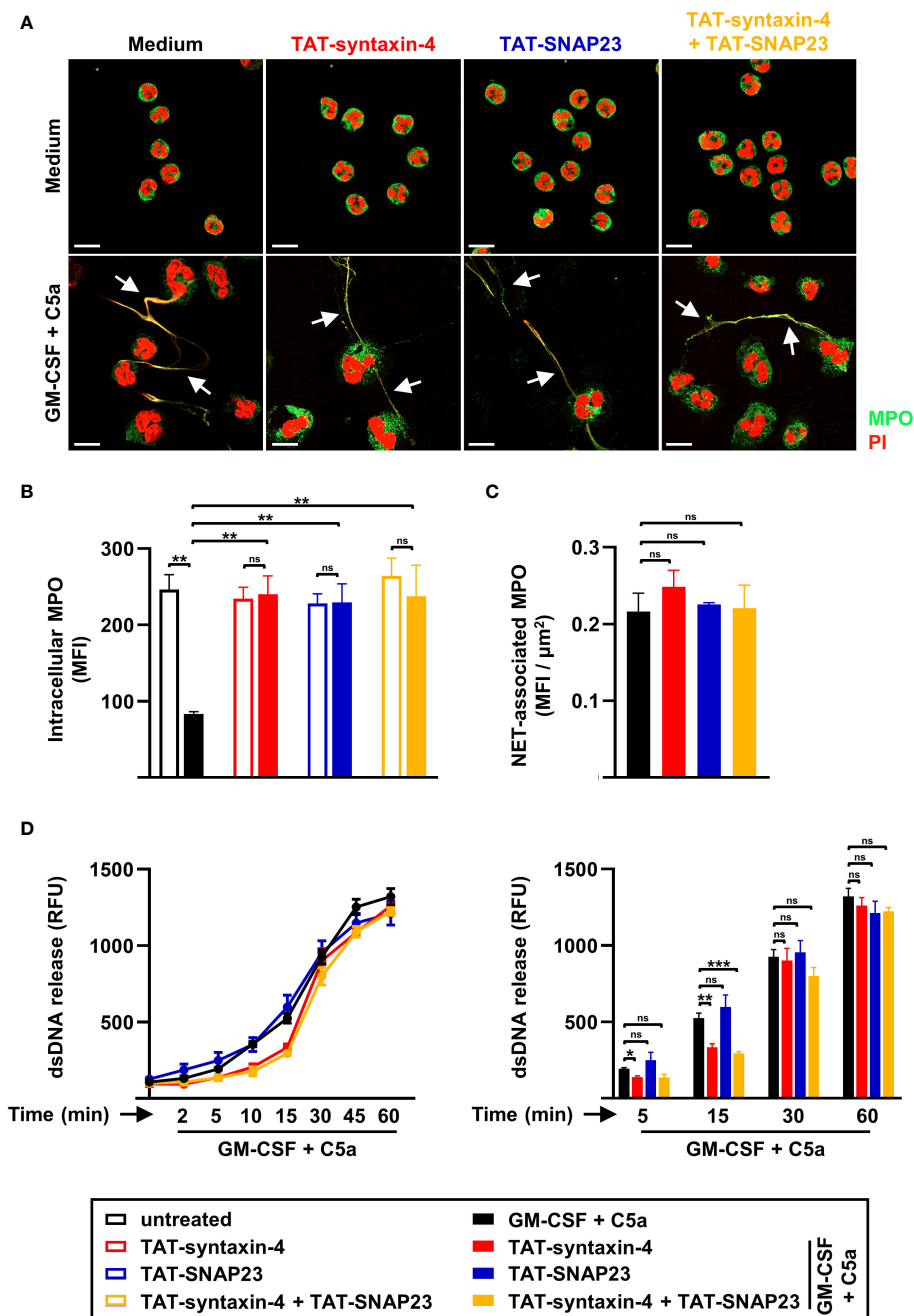 A
Medium
TAT-syntaxin-4
TAT-SNAP23
TAT-syntaxin-4
+ TAT-SNAP23
Medium
GM-CSF + C5a
MPO
PI
B
Intracellular MPO
(MFI)
300
200
100
**
**
**
**
ns
ns
ns
C
NET-associated MPO
(MFI / µm²)
0.3
0.2
0.1
ns
ns
ns
D
dsDNA release (RFU)
1500
1000
500
Time (min)
2 5 10 15 30 45 60
GM-CSF + C5a
dsDNA release (RFU)
1500
1000
500
ns
ns
*
***
ns
**
ns
ns
ns
ns
ns
ns
Time (min)
5 15 30 60
GM-CSF + C5a
untreated
TAT-syntaxin-4
TAT-SNAP23
TAT-syntaxin-4 + TAT-SNAP23
GM-CSF + C5a
TAT-syntaxin-4
TAT-SNAP23
TAT-syntaxin-4 + TAT-SNAP23
GM-CSF
+ C5a